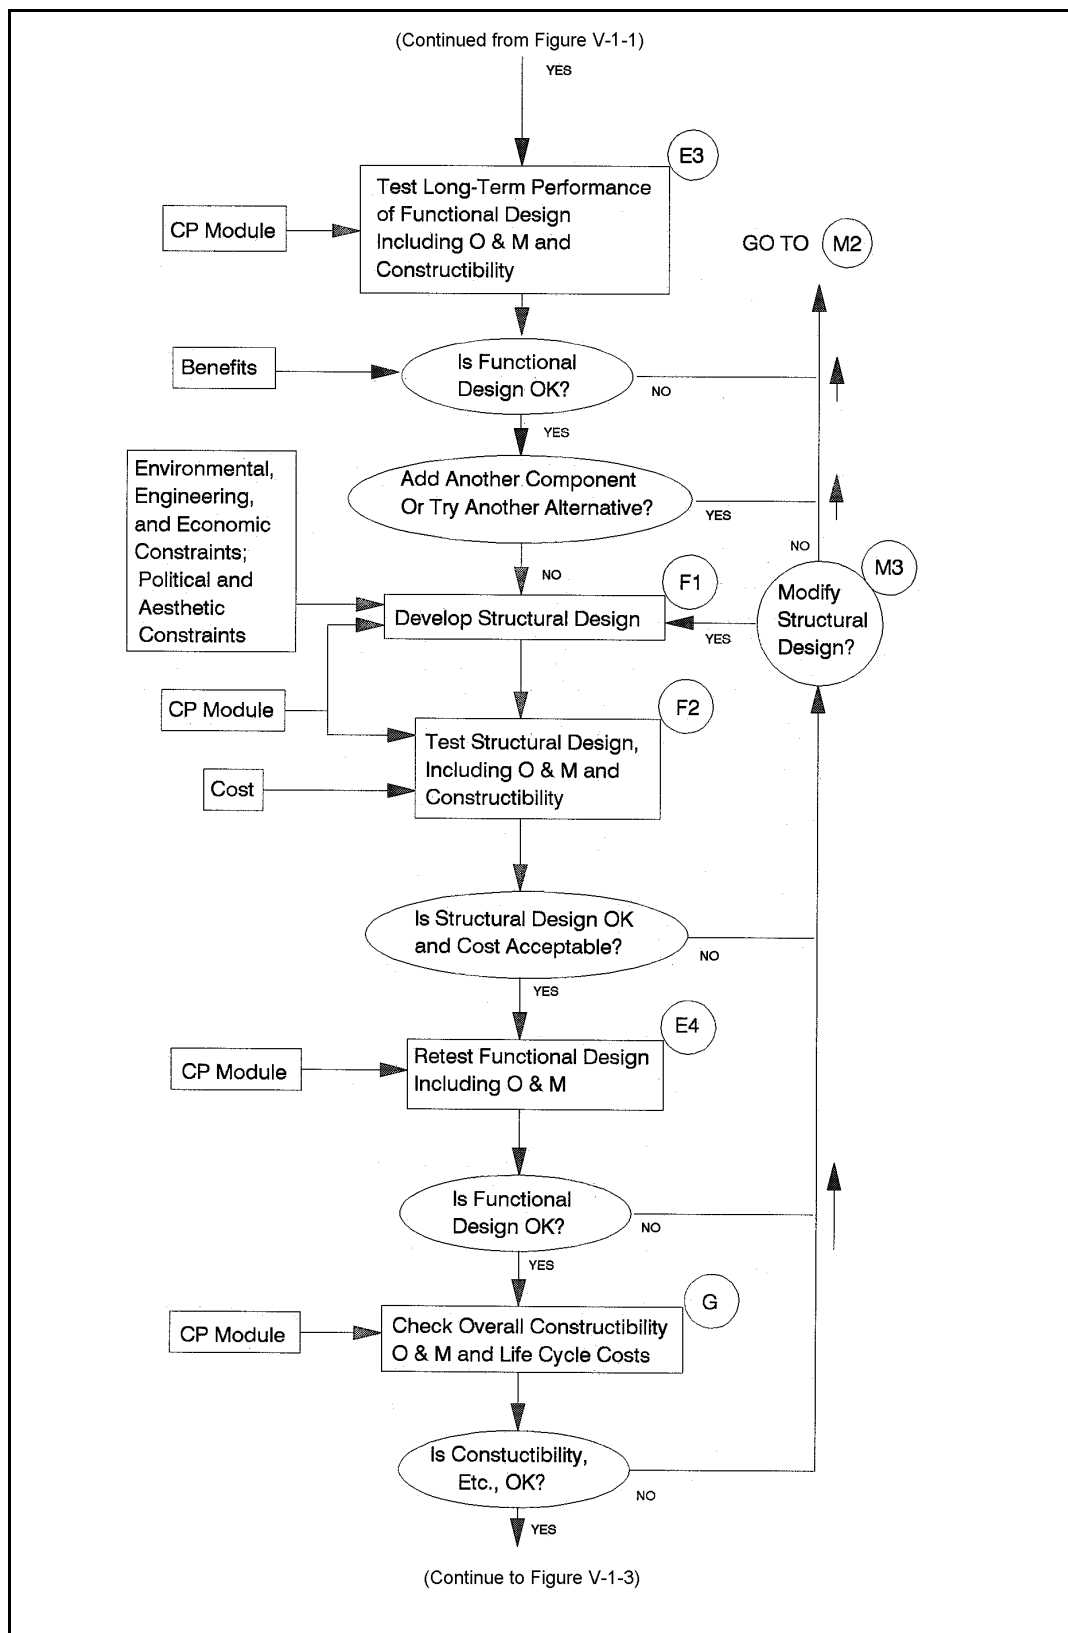 (Continued from Figure V-1-1)
YES
E3
Test Long-Term Performance
of Functional Design
Including O & M and
Constructibility
CP Module
GO TO M2
Benefits
Is Functional
Design OK?
NO
YES
Environmental,
Engineering,
and Economic
Constraints;
Political and
Aesthetic
Constraints
Add Another Component
Or Try Another Alternative?
YES
NO
NO
M3
Modify
Structural
Design?
F1
Develop Structural Design
YES
CP Module
F2
Test Structural Design,
Including O & M and
Constructibility
Cost
Is Structural Design OK
and Cost Acceptable?
NO
YES
E4
Retest Functional Design
Including O & M
CP Module
Is Functional
Design OK?
NO
YES
G
Check Overall Constructibility
O & M and Life Cycle Costs
CP Module
Is Constuctibility,
Etc., OK?
NO
YES
(Continue to Figure V-1-3)